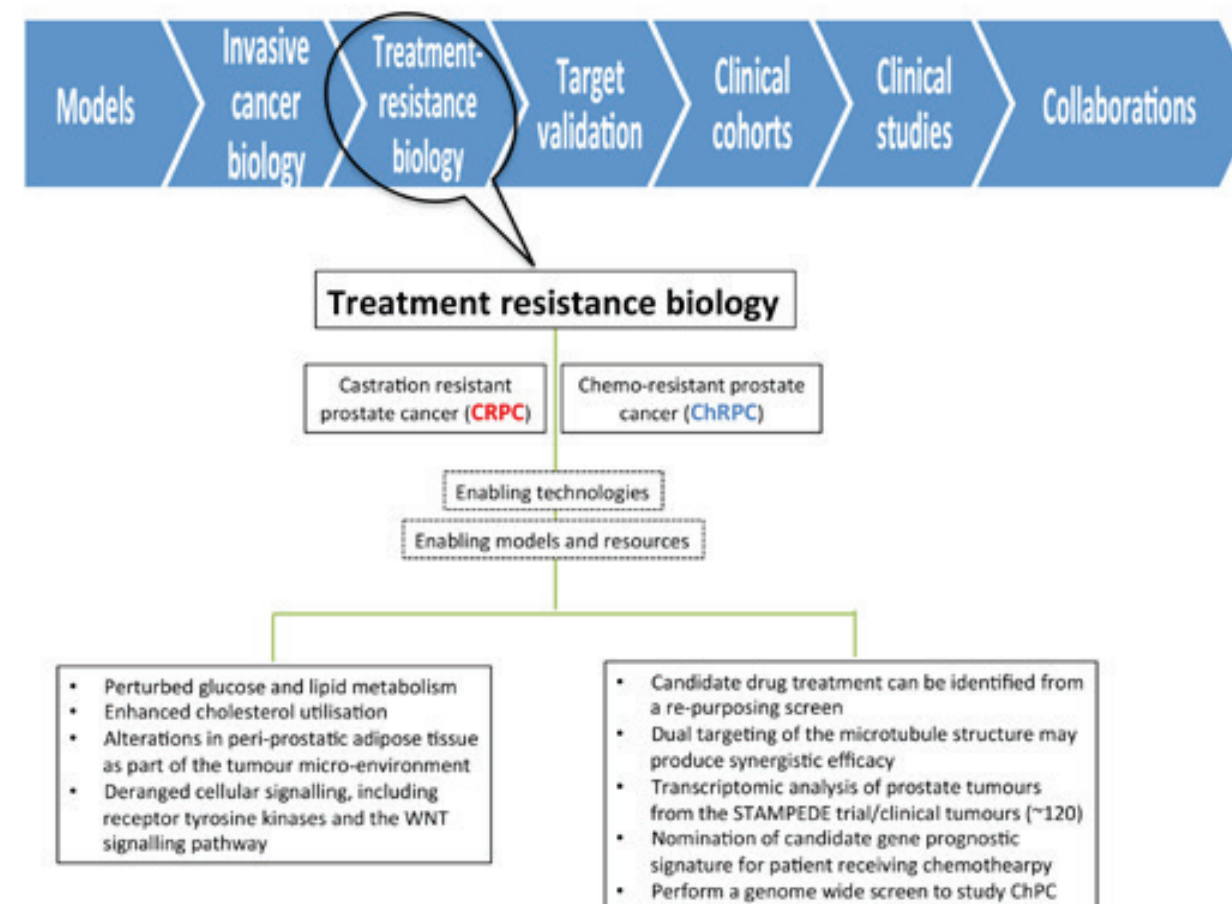 Models
Invasive
cancer
biology
Treatment-
resistance
biology
Target
validation
Clinical
cohorts
Clinical
studies
Collaborations
Treatment resistance biology
Castration resistant
prostate cancer (CRPC)
Chemo-resistant prostate
cancer (ChRPC)
Enabling technologies
Enabling models and resources
• Perturbed glucose and lipid metabolism
• Enhanced cholesterol utilisation
• Alterations in peri-prostatic adipose tissue
as part of the tumour micro-environment
• Deranged cellular signalling, including
receptor tyrosine kinases and the WNT
signalling pathway
• Candidate drug treatment can be identified from
a re-purposing screen
• Dual targeting of the microtubule structure may
produce synergistic efficacy
• Transcriptomic analysis of prostate tumours
from the STAMPEDE trial/clinical tumours (~120)
• Nomination of candidate gene prognostic
signature for patient receiving chemothearpy
• Perform a genome wide screen to study ChPC